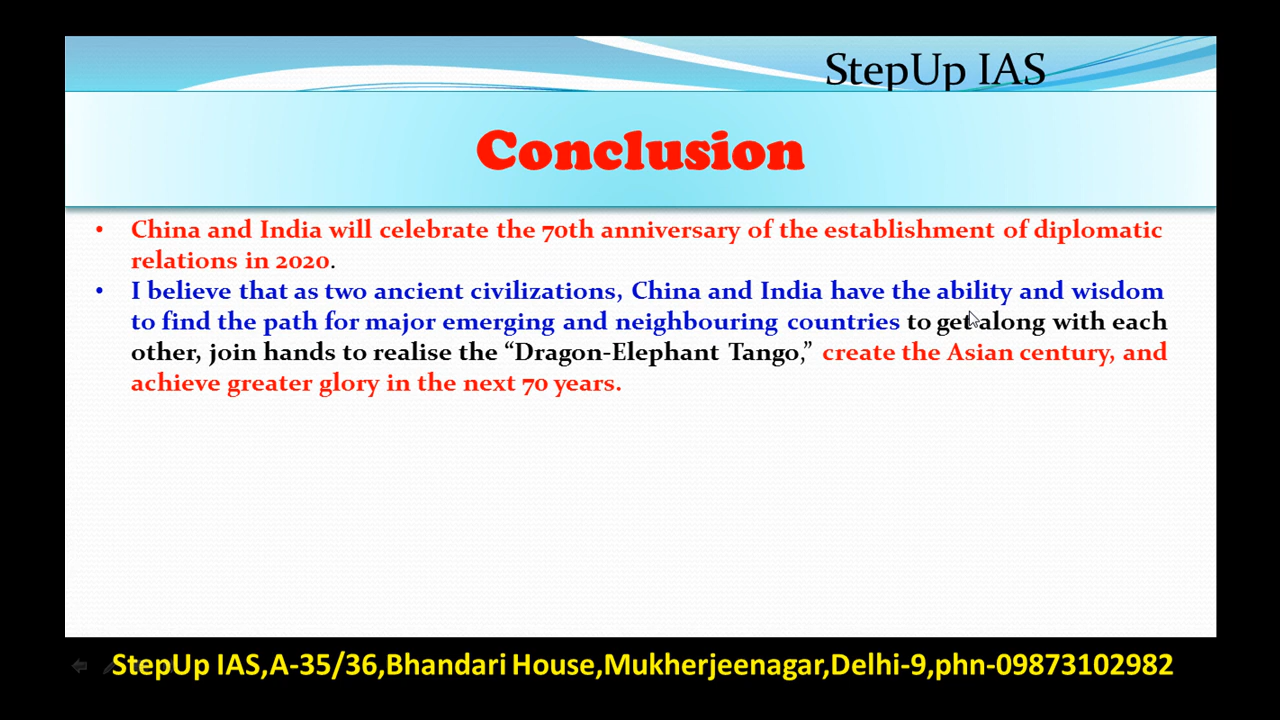 StepUp IAS
Conclusion
• China and India will celebrate the 70th anniversary of the establishment of diplomatic
relations in 2020.
• I believe that as two ancient civilizations, China and India have the ability and wisdom
to find the path for major emerging and neighbouring countries to get along with each
other, join hands to realise the “Dragon-Elephant Tango,” create the Asian century, and
achieve greater glory in the next 70 years.
StepUp IAS,A-35/36,Bhandari House,Mukherjeenagar,Delhi-9,phn-09873102982